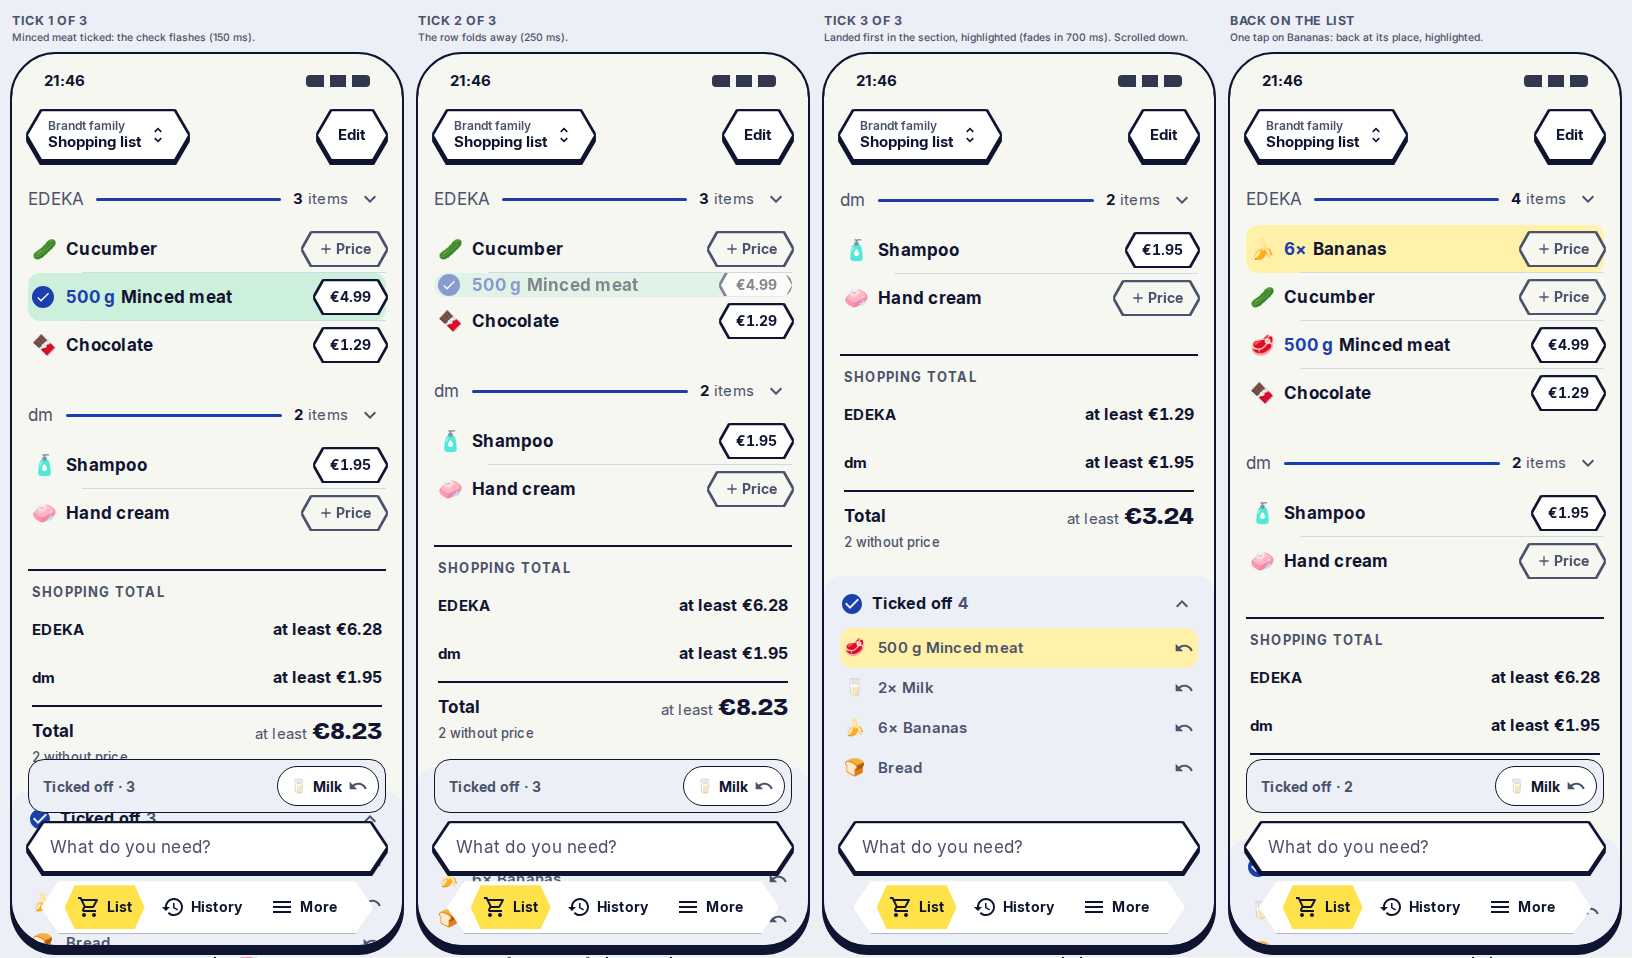 TICK 1 OF 3
Minced meat ticked: the check flashes (150 ms).
21:46
Brandt family
Shopping list
Edit
EDEKA 3 items
Cucumber + Price
500 g Minced meat €4.99
Chocolate €1.29
dm 2 items
Shampoo €1.95
Hand cream + Price
SHOPPING TOTAL
EDEKA at least €6.28
dm at least €1.95
Total at least €8.23
2 without price
Ticked off · 3 Milk
Ticked off 3
What do you need?
List History More
Bread
TICK 2 OF 3
The row folds away (250 ms).
21:46
Brandt family
Shopping list
Edit
EDEKA 3 items
Cucumber + Price
500 g Minced meat €4.99
Chocolate €1.29
dm 2 items
Shampoo €1.95
Hand cream + Price
SHOPPING TOTAL
EDEKA at least €6.28
dm at least €1.95
Total at least €8.23
2 without price
Ticked off · 3 Milk
What do you need?
6× Bananas
List History More
TICK 3 OF 3
Landed first in the section, highlighted (fades in 700 ms). Scrolled down.
21:46
Brandt family
Shopping list
Edit
dm 2 items
Shampoo €1.95
Hand cream + Price
SHOPPING TOTAL
EDEKA at least €1.29
dm at least €1.95
Total at least €3.24
2 without price
Ticked off 4
500 g Minced meat
2× Milk
6× Bananas
Bread
What do you need?
List History More
BACK ON THE LIST
One tap on Bananas: back at its place, highlighted.
21:46
Brandt family
Shopping list
Edit
EDEKA 4 items
6× Bananas + Price
Cucumber + Price
500 g Minced meat €4.99
Chocolate €1.29
dm 2 items
Shampoo €1.95
Hand cream + Price
SHOPPING TOTAL
EDEKA at least €6.28
dm at least €1.95
Ticked off · 2 Milk
What do you need?
List History More